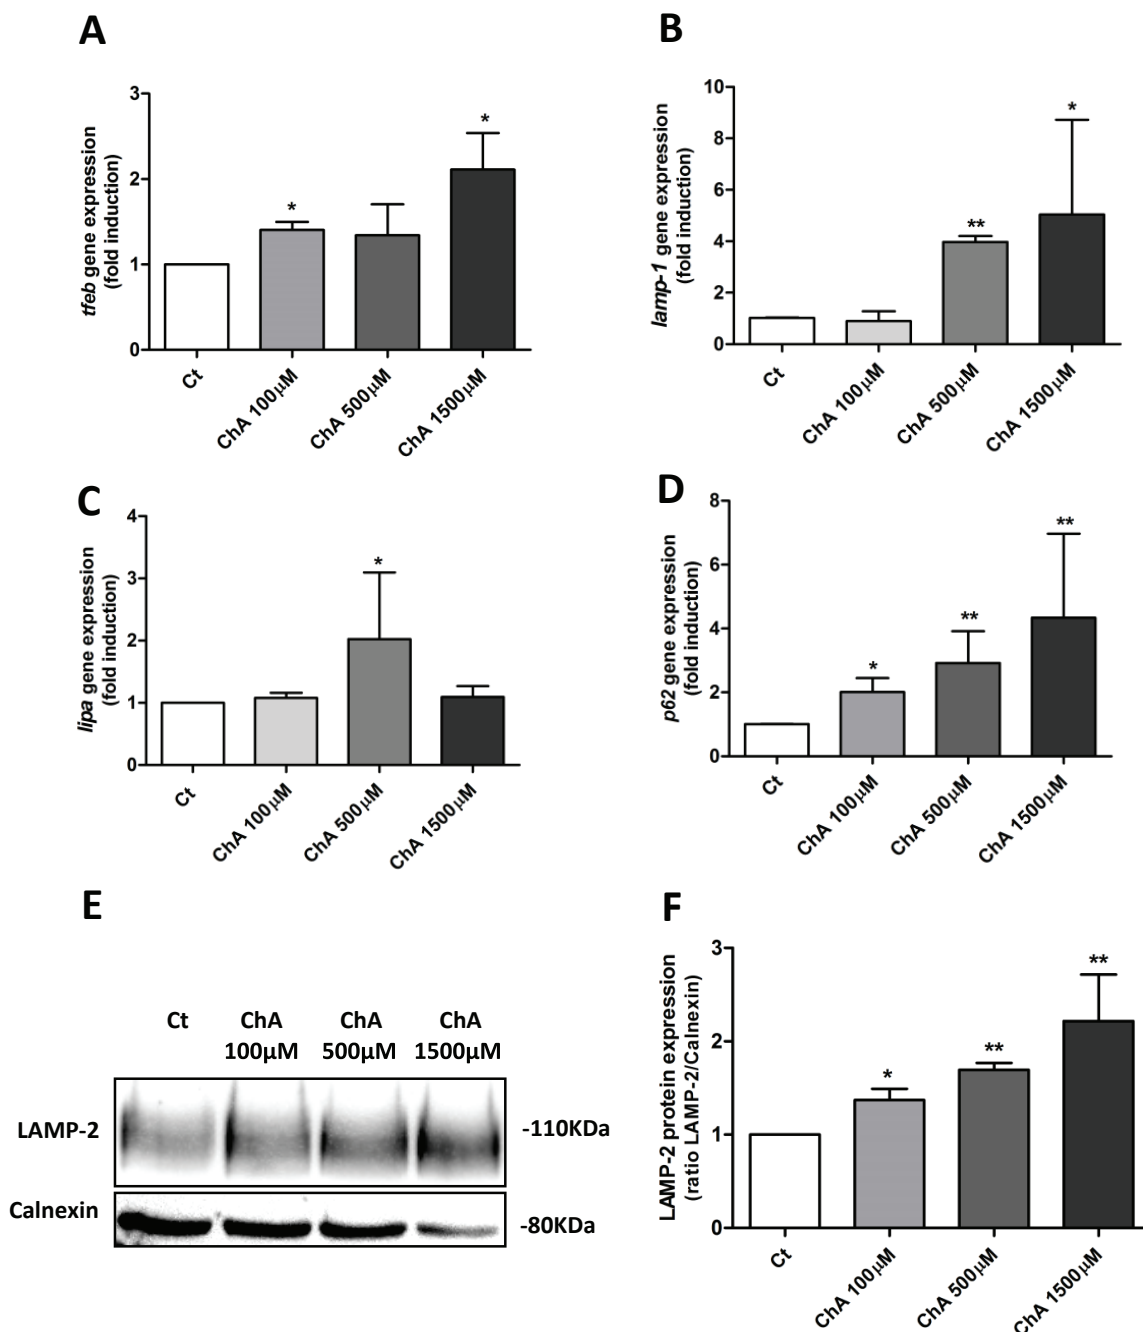 A
tfeb gene expression
(fold induction)
3
2
1
0
*
*
Ct
ChA 100μM
ChA 500μM
ChA 1500μM
B
lamp-1 gene expression
(fold induction)
10
8
6
4
2
0
**
*
Ct
ChA 100μM
ChA 500μM
ChA 1500μM
C
lipa gene expression
(fold induction)
4
3
2
1
0
*
Ct
ChA 100μM
ChA 500μM
ChA 1500μM
D
p62 gene expression
(fold induction)
8
6
4
2
0
*
**
**
Ct
ChA 100μM
ChA 500μM
ChA 1500μM
E
Ct
ChA
100μM
ChA
500μM
ChA
1500μM
LAMP-2
-110KDa
Calnexin
-80KDa
F
LAMP-2 protein expression
(ratio LAMP-2/Calnexin)
3
2
1
0
*
**
**
Ct
ChA 100μM
ChA 500μM
ChA 1500μM